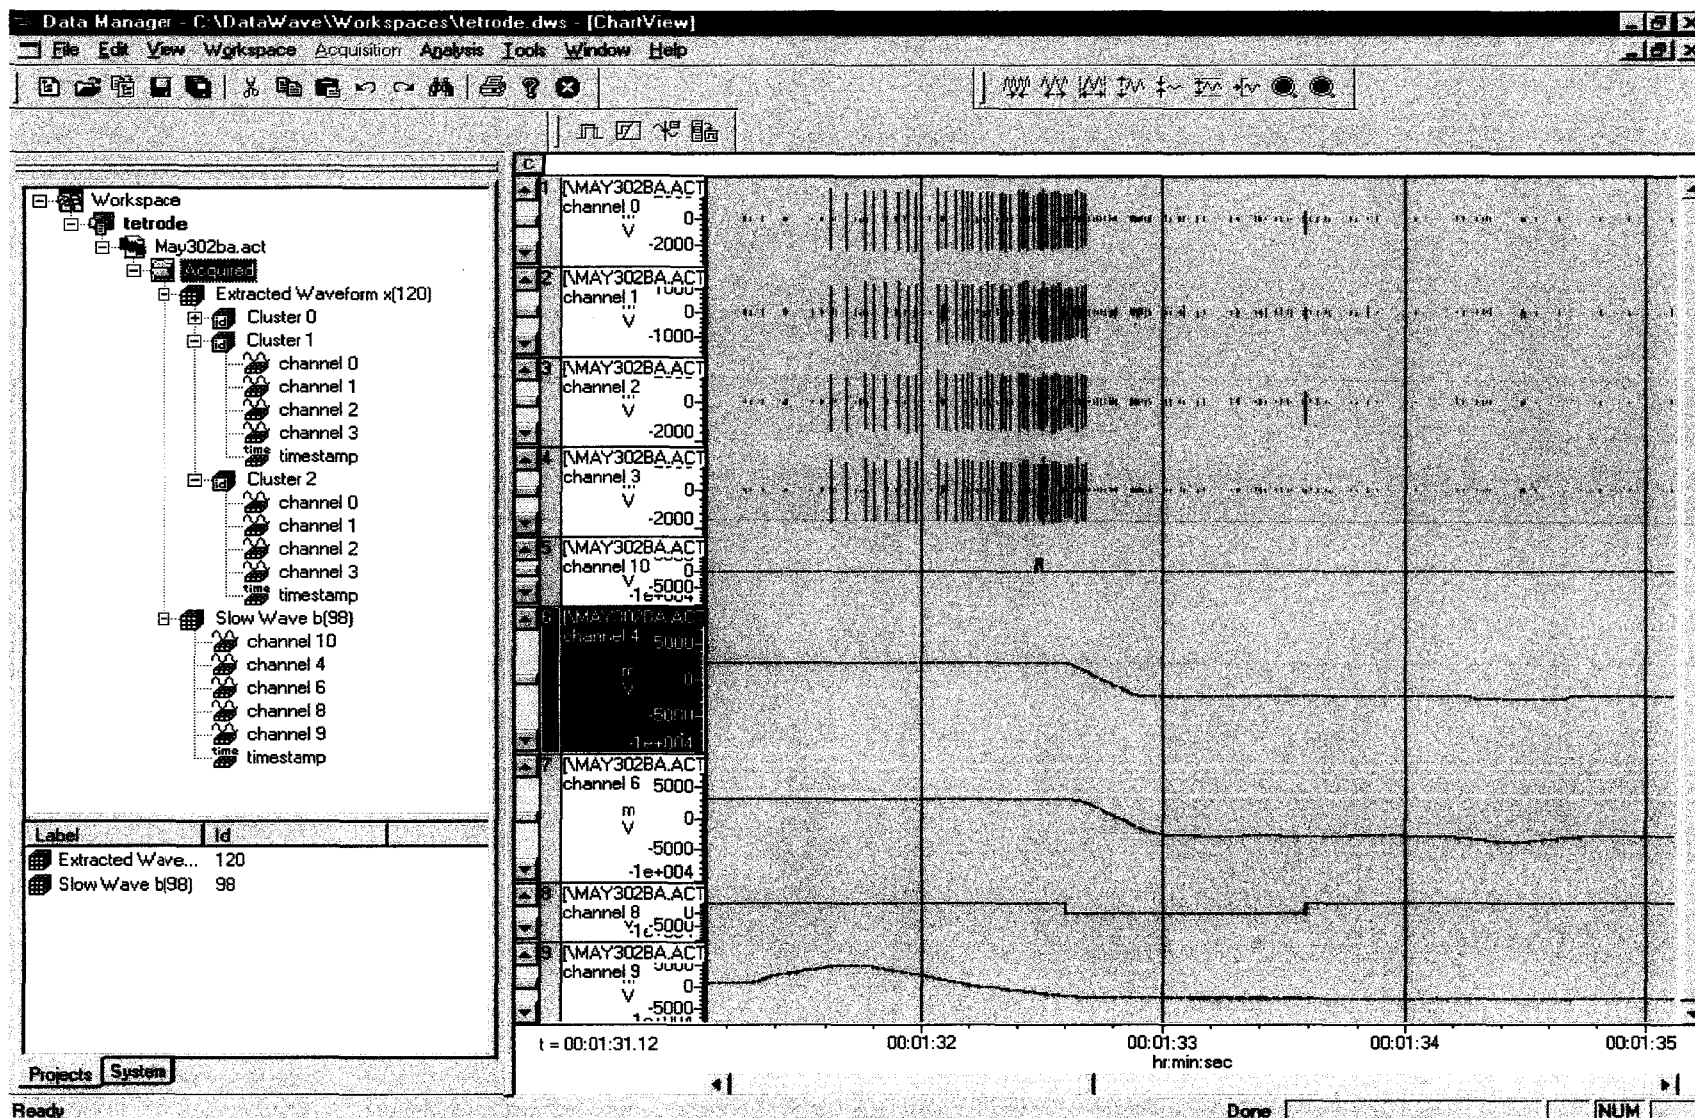 Data Manager - C:\DataWave\Workspaces\tetrode.dws - [ChartView]
File Edit View Workspace Acquisition Analysis Tools Window Help
Workspace
tetrode
May302ba.act
Acquired
Extracted Waveform x(120)
Cluster 0
Cluster 1
channel 0
channel 1
channel 2
channel 3
timestamp
Cluster 2
channel 0
channel 1
channel 2
channel 3
timestamp
Slow Wave b(98)
channel 10
channel 4
channel 6
channel 8
channel 9
timestamp
Label Id
Extracted Wave... 120
Slow Wave b(98) 98
Projects System
C
1 [\MAY302BA.ACT
channel 0 0-
V
-2000-
2 [\MAY302BA.ACT
channel 1
0-
V
-1000-
3 [\MAY302BA.ACT
channel 2
0-
V
-2000-
4 [\MAY302BA.ACT
channel 3
0-
V
-2000-
5 [\MAY302BA.ACT
channel 10
0-
V -5000-
-1e+004
6 [\MAY302BA.ACT
channel 4 5000-
m 0-
V
-5000-
-1e+004
7 [\MAY302BA.ACT
channel 6 5000-
m 0-
V
-5000-
-1e+004
8 [\MAY302BA.ACT
channel 8 0-
V -5000-
9 [\MAY302BA.ACT
channel 9 5000-
0-
V
-5000-
t = 00:01:31.12 00:01:32 00:01:33 00:01:34 00:01:35
hr:min:sec
Ready Done NUM